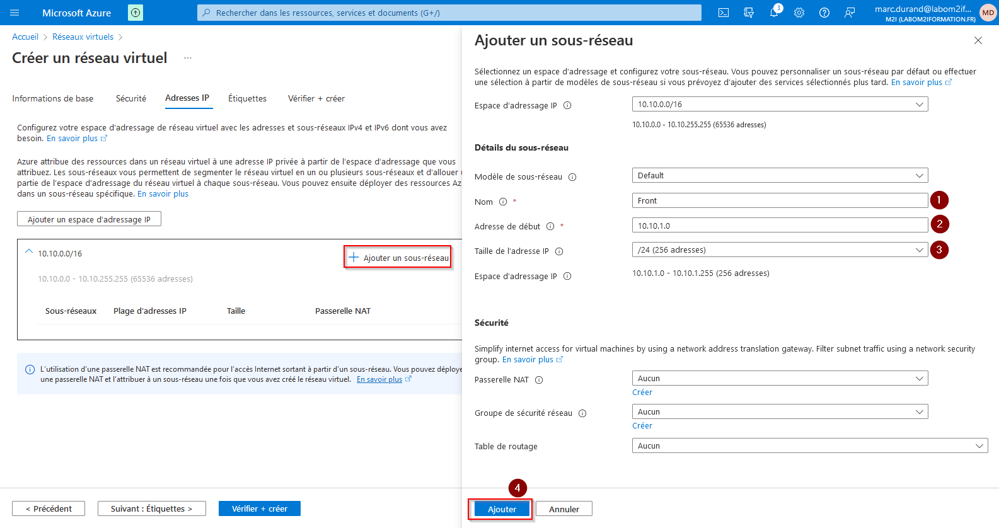 Microsoft Azure
Rechercher dans les ressources, services et documents (G+/)
3
marc.durand@labom2if...
M2I (LABOM2IFORMATION.FR)
MD
Accueil > Réseaux virtuels >
Créer un réseau virtuel ...
Informations de base Sécurité Adresses IP Étiquettes Vérifier + créer
Configurez votre espace d'adressage de réseau virtuel avec les adresses et sous-réseaux IPv4 et IPv6 dont vous avez
besoin. En savoir plus
Azure attribue des ressources dans un réseau virtuel à une adresse IP privée à partir de l'espace d'adressage que vous
attribuez. Les sous-réseaux vous permettent de segmenter le réseau virtuel en un ou plusieurs sous-réseaux et d'allouer
partie de l'espace d'adressage du réseau virtuel à chaque sous-réseau. Vous pouvez ensuite déployer des ressources Az
dans un sous-réseau spécifique. En savoir plus
Ajouter un espace d'adressage IP
10.10.0.0/16
Ajouter un sous-réseau
10.10.0.0 - 10.10.255.255 (65536 adresses)
Sous-réseaux Plage d'adresses IP Taille Passerelle NAT
L'utilisation d'une passerelle NAT est recommandée pour l'accès Internet sortant à partir d'un sous-réseau. Vous pouvez déploye
une passerelle NAT et l'attribuer à un sous-réseau une fois que vous avez créé le réseau virtuel. En savoir plus
< Précédent
Suivant : Étiquettes >
Vérifier + créer
Ajouter un sous-réseau
Sélectionnez un espace d'adressage et configurez votre sous-réseau. Vous pouvez personnaliser un sous-réseau par défaut ou effectuer
une sélection à partir de modèles de sous-réseau si vous prévoyez d'ajouter des services sélectionnés plus tard. En savoir plus
Espace d'adressage IP 10.10.0.0/16
10.10.0.0 - 10.10.255.255 (65536 adresses)
Détails du sous-réseau
Modèle de sous-réseau Default
Nom * Front 1
Adresse de début * 10.10.1.0 2
Taille de l'adresse IP /24 (256 adresses) 3
Espace d'adressage IP 10.10.1.0 - 10.10.1.255 (256 adresses)
Sécurité
Simplify internet access for virtual machines by using a network address translation gateway. Filter subnet traffic using a network security
group. En savoir plus
Passerelle NAT Aucun
Créer
Groupe de sécurité réseau Aucun
Créer
Table de routage Aucun
4
Ajouter
Annuler